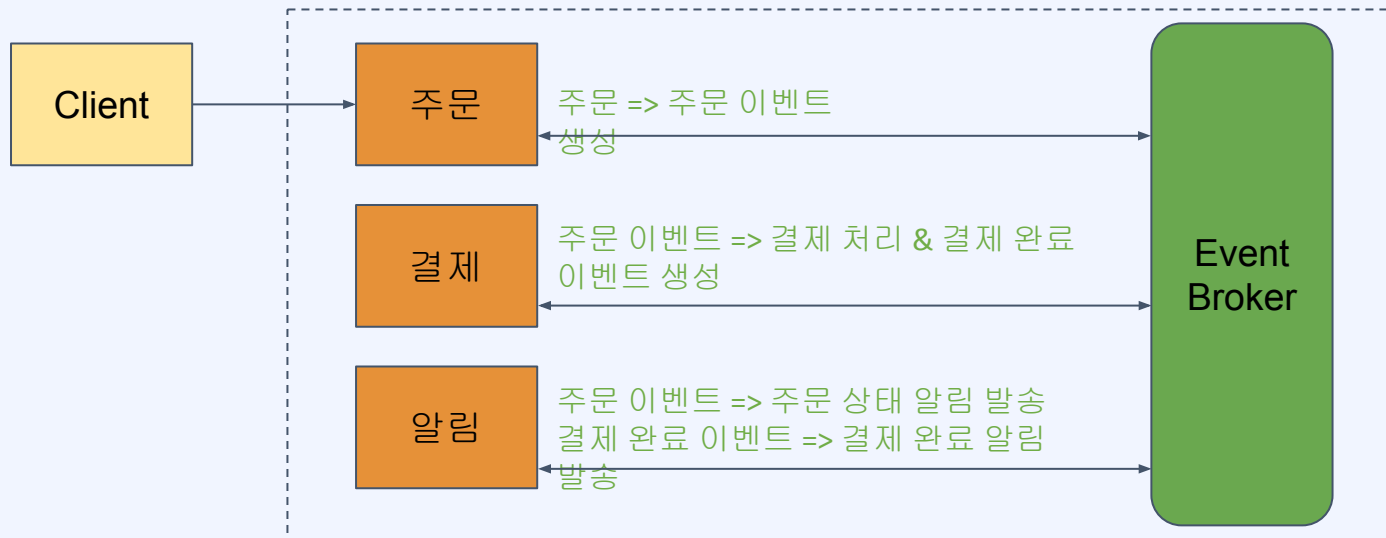 Client
주문
주문 => 주문 이벤트
생성
결제
주문 이벤트 => 결제 처리 & 결제 완료
이벤트 생성
알림
주문 이벤트 => 주문 상태 알림 발송
결제 완료 이벤트 => 결제 완료 알림
발송
Event
Broker